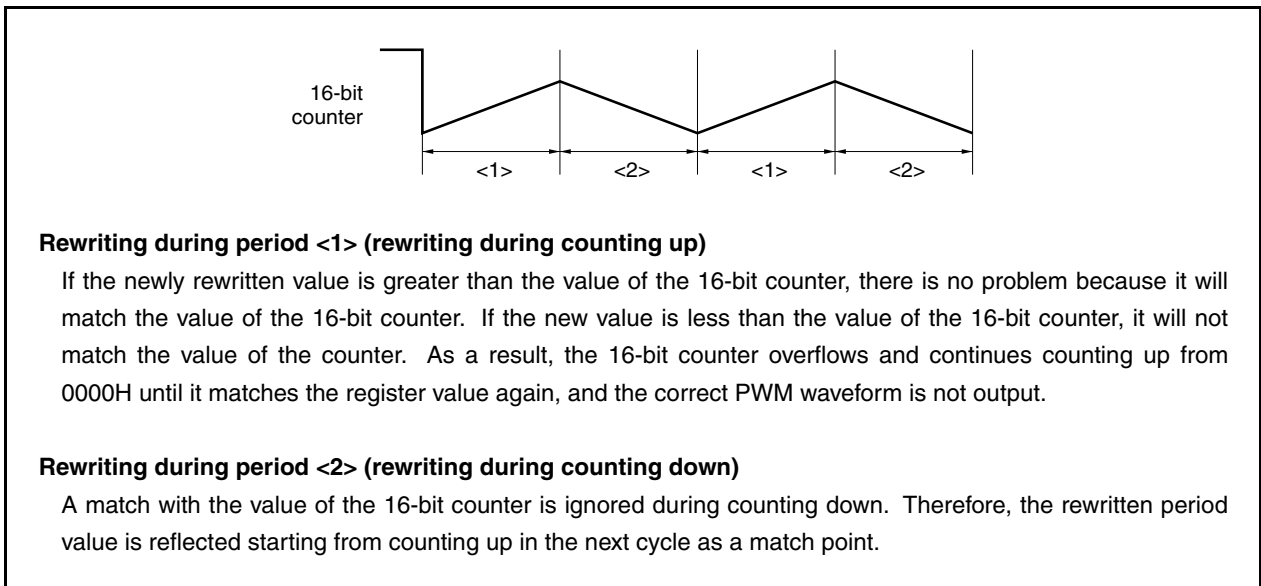 16-bit
counter
<1>
<2>
<1>
<2>
Rewriting during period <1> (rewriting during counting up)
If the newly rewritten value is greater than the value of the 16-bit counter, there is no problem because it will
match the value of the 16-bit counter. If the new value is less than the value of the 16-bit counter, it will not
match the value of the counter. As a result, the 16-bit counter overflows and continues counting up from
0000H until it matches the register value again, and the correct PWM waveform is not output.
Rewriting during period <2> (rewriting during counting down)
A match with the value of the 16-bit counter is ignored during counting down. Therefore, the rewritten period
value is reflected starting from counting up in the next cycle as a match point.